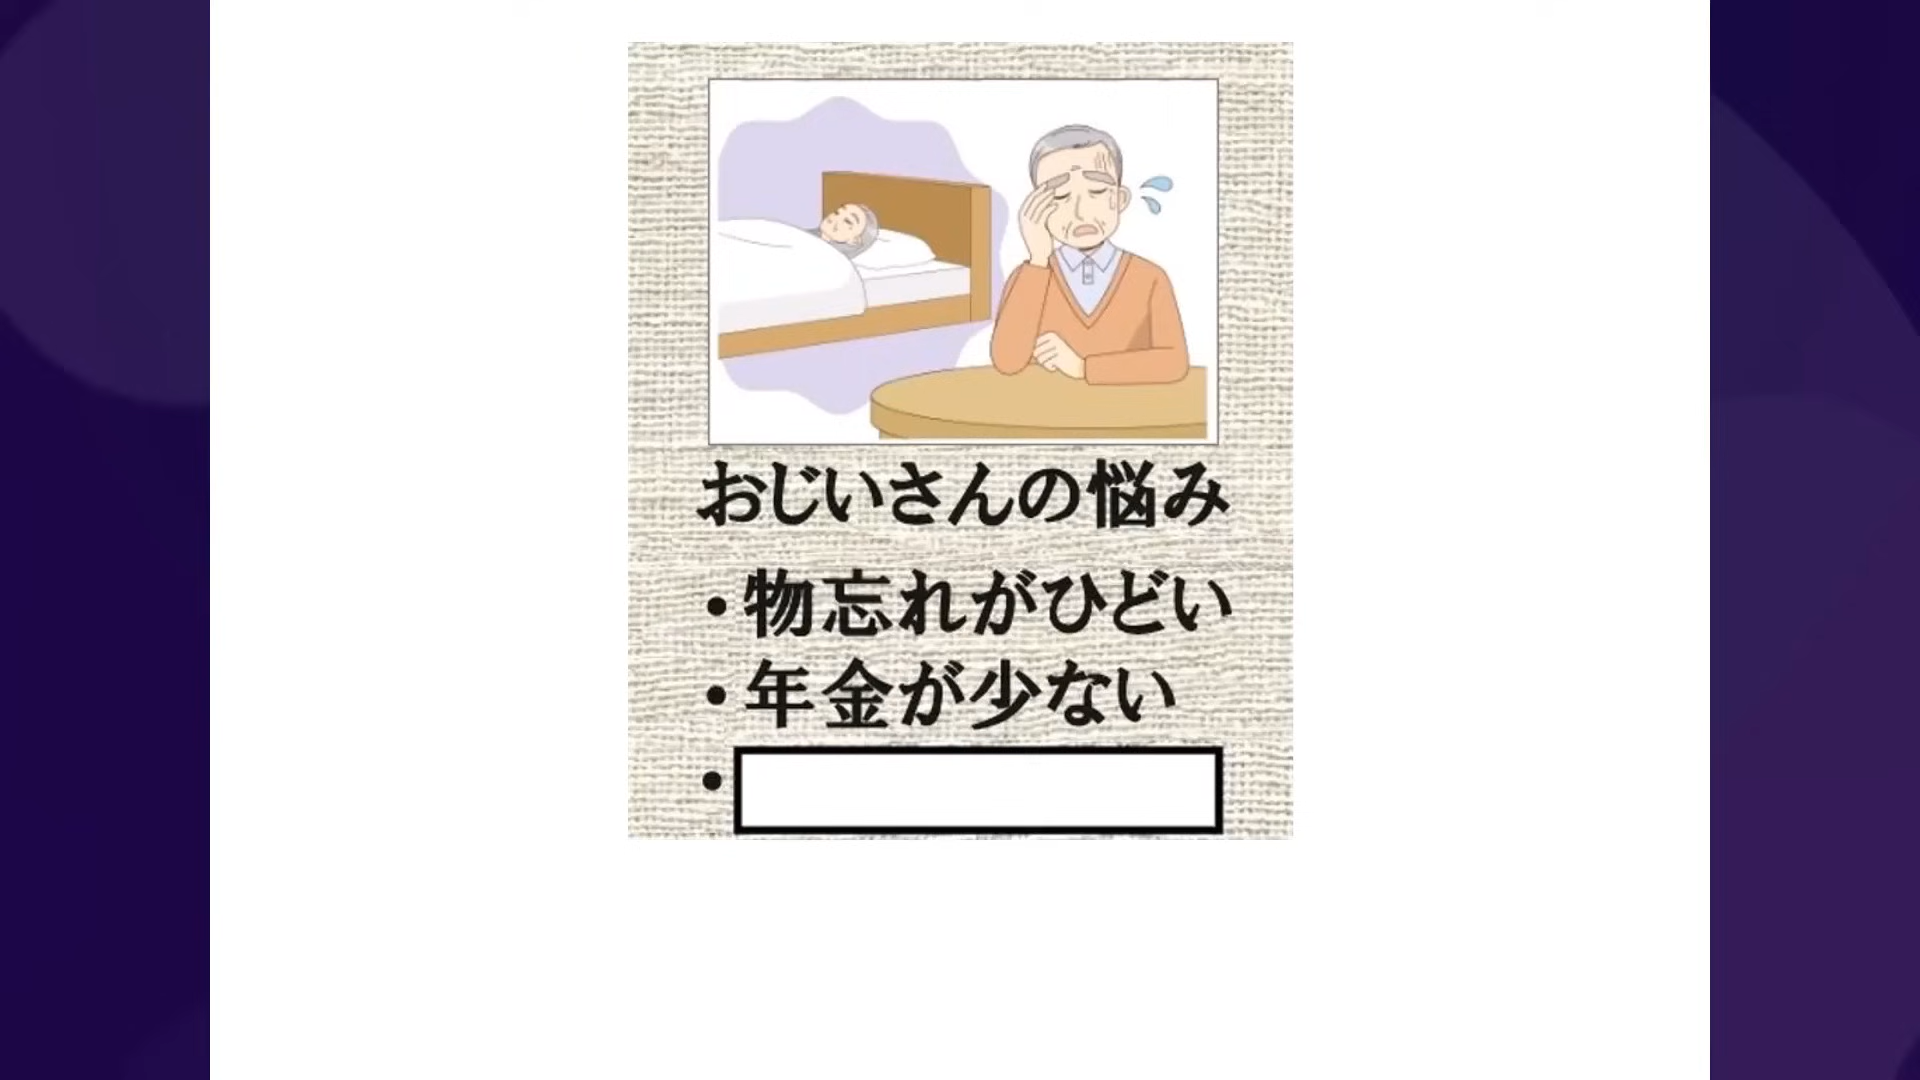 おじいさんの悩み
・物忘れがひどい
・年金が少ない
・